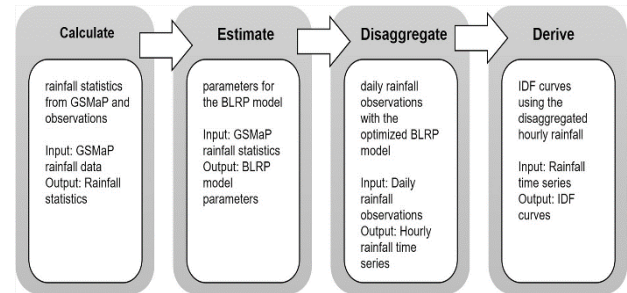 Calculate
rainfall statistics
from GSMaP and
observations
Input: GSMaP
rainfall data
Output: Rainfall
statistics
Estimate
parameters for
the BLRP model
Input: GSMaP
rainfall statistics
Output: BLRP
model
parameters
Disaggregate
daily rainfall
observations
with the
optimized BLRP
model
Input: Daily
rainfall
observations
Output: Hourly
rainfall time
series
Derive
IDF curves
using the
disaggregated
hourly rainfall
Input: Rainfall
time series
Output: IDF
curves